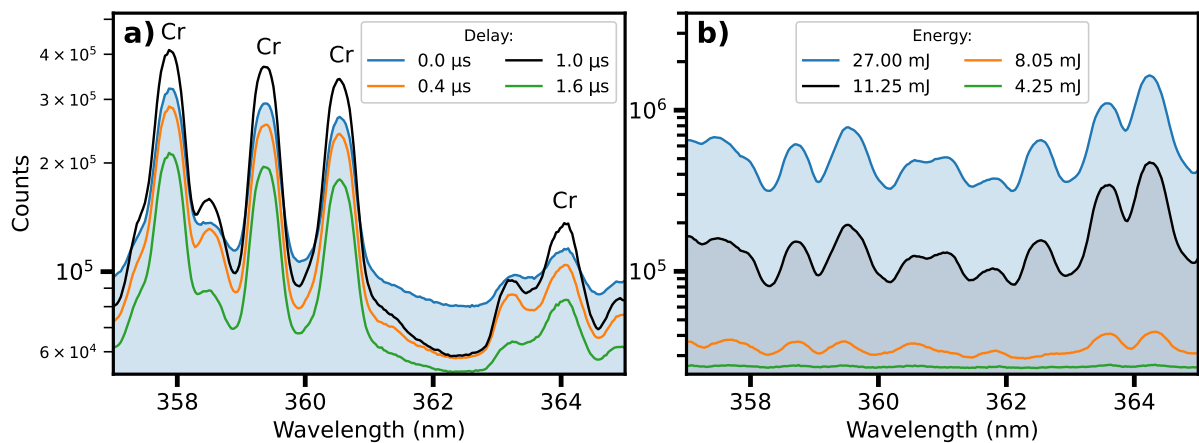 a)
Cr
Cr
Cr
Cr
Delay:
0.0 μs
1.0 μs
0.4 μs
1.6 μs
Counts
4 × 10⁵
3 × 10⁵
2 × 10⁵
10⁵
6 × 10⁴
358
360
362
364
Wavelength (nm)
b)
Energy:
27.00 mJ
8.05 mJ
11.25 mJ
4.25 mJ
10⁶
10⁵
358
360
362
364
Wavelength (nm)